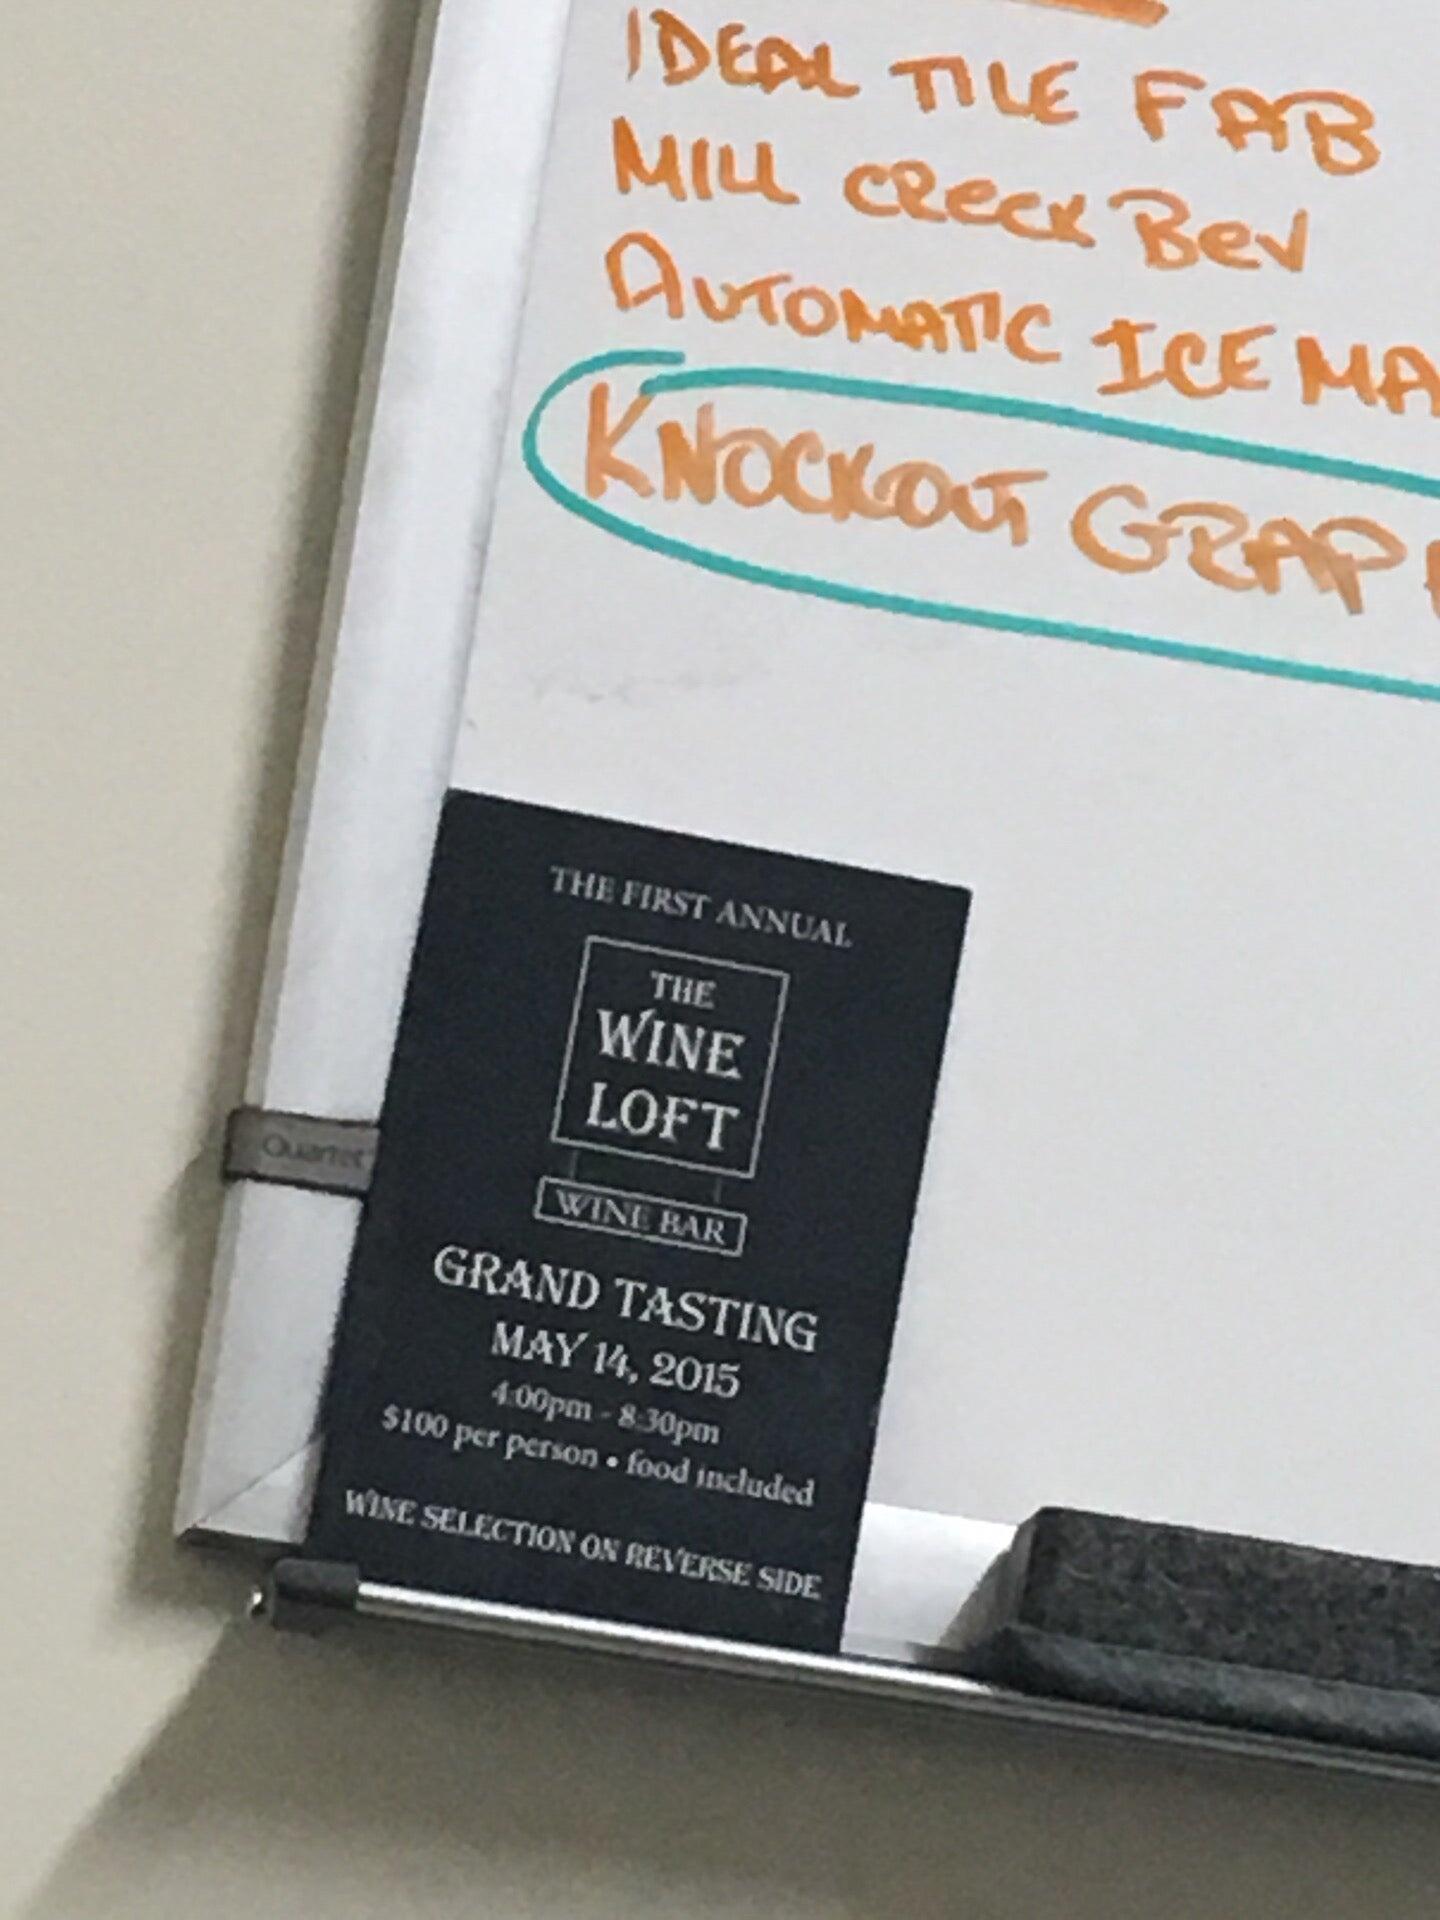 IDEAL TILE FAB
MILL CREEK BEV
AUTOMATIC ICE MA
KNOCKOUT GRAP
THE FIRST ANNUAL
THE
WINE
LOFT
WINE BAR
GRAND TASTING
MAY 14, 2015
4:00pm - 8:30pm
$100 per person • food included
WINE SELECTION ON REVERSE SIDE
Quartet